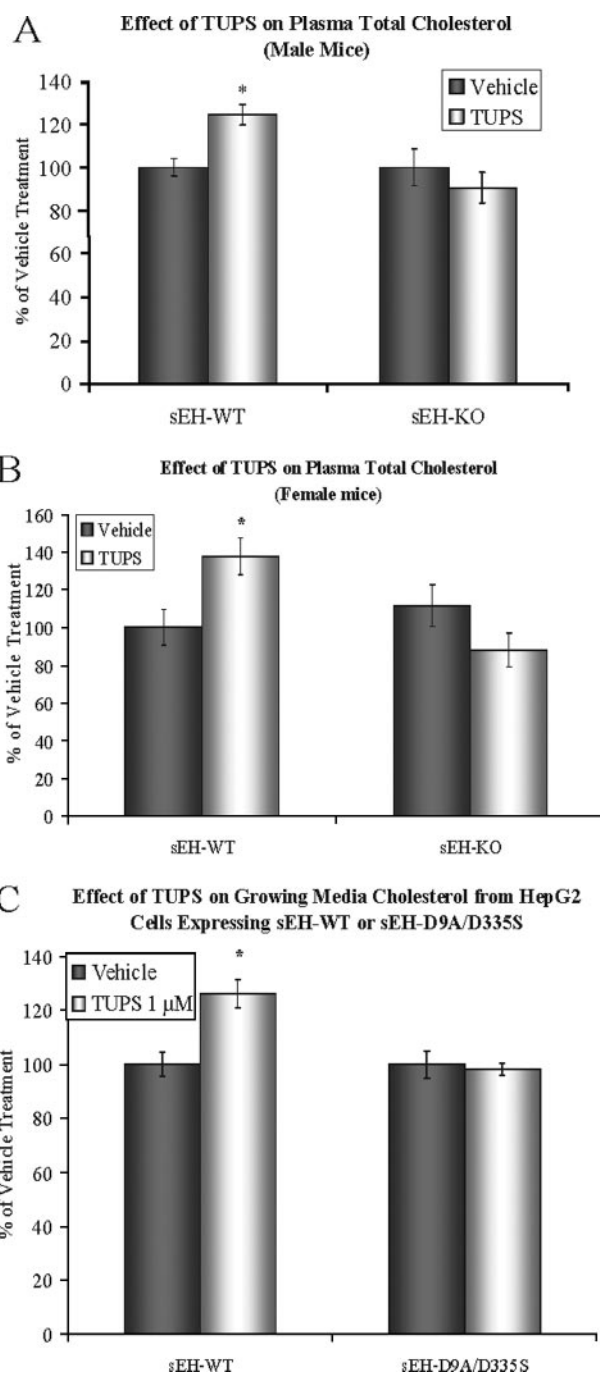 A
Effect of TUPS on Plasma Total Cholesterol
(Male Mice)
% of Vehicle Treatment
140
120
100
80
60
40
20
0
*
Vehicle
TUPS
sEH-WT
sEH-KO
B
Effect of TUPS on Plasma Total Cholesterol
(Female mice)
% of Vehicle Treatment
160
140
120
100
80
60
40
20
0
Vehicle
TUPS
*
sEH-WT
sEH-KO
C
Effect of TUPS on Growing Media Cholesterol from HepG2
Cells Expressing sEH-WT or sEH-D9A/D335S
% of Vehicle Treatment
140
120
100
80
60
40
20
0
Vehicle
TUPS 1 μM
*
sEH-WT
sEH-D9A/D335S